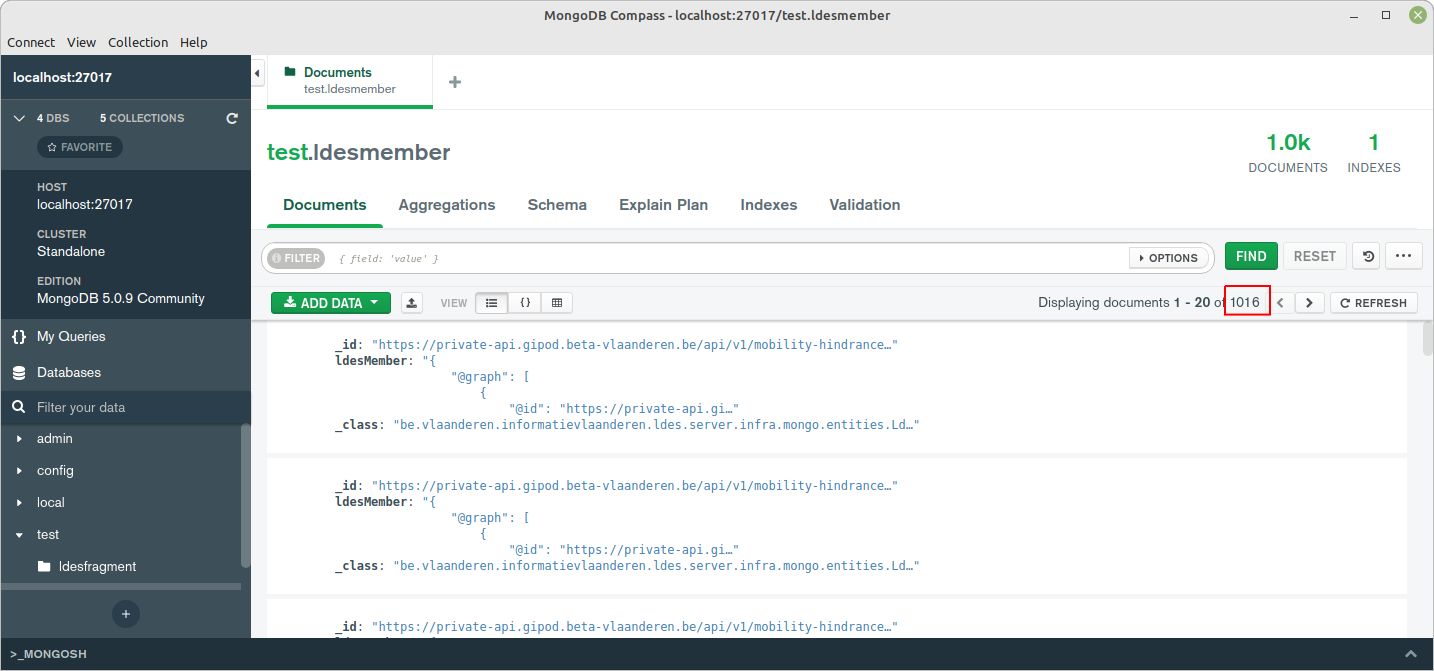 MongoDB Compass - localhost:27017/test.ldesmember
Connect View Collection Help
localhost:27017
4 DBS 5 COLLECTIONS
FAVORITE
HOST
localhost:27017
CLUSTER
Standalone
EDITION
MongoDB 5.0.9 Community
{} My Queries
Databases
Filter your data
admin
config
local
test
ldesfragment
+
>_MONGOSH
Documents
test.ldesmember
+
test.ldesmember
1.0k
DOCUMENTS
1
INDEXES
Documents Aggregations Schema Explain Plan Indexes Validation
FILTER { field: 'value' } OPTIONS FIND RESET ...
ADD DATA VIEW {} Displaying documents 1 - 20 of 1016 < > REFRESH
_id: "https://private-api.gipod.beta-vlaanderen.be/api/v1/mobility-hindrance…"
ldesMember: "{
"@graph": [
{
"@id": "https://private-api.gi…"
_class: "be.vlaanderen.informatievlaanderen.ldes.server.infra.mongo.entities.Ld…"
_id: "https://private-api.gipod.beta-vlaanderen.be/api/v1/mobility-hindrance…"
ldesMember: "{
"@graph": [
{
"@id": "https://private-api.gi…"
_class: "be.vlaanderen.informatievlaanderen.ldes.server.infra.mongo.entities.Ld…"
_id: "https://private-api.gipod.beta-vlaanderen.be/api/v1/mobility-hindrance…"